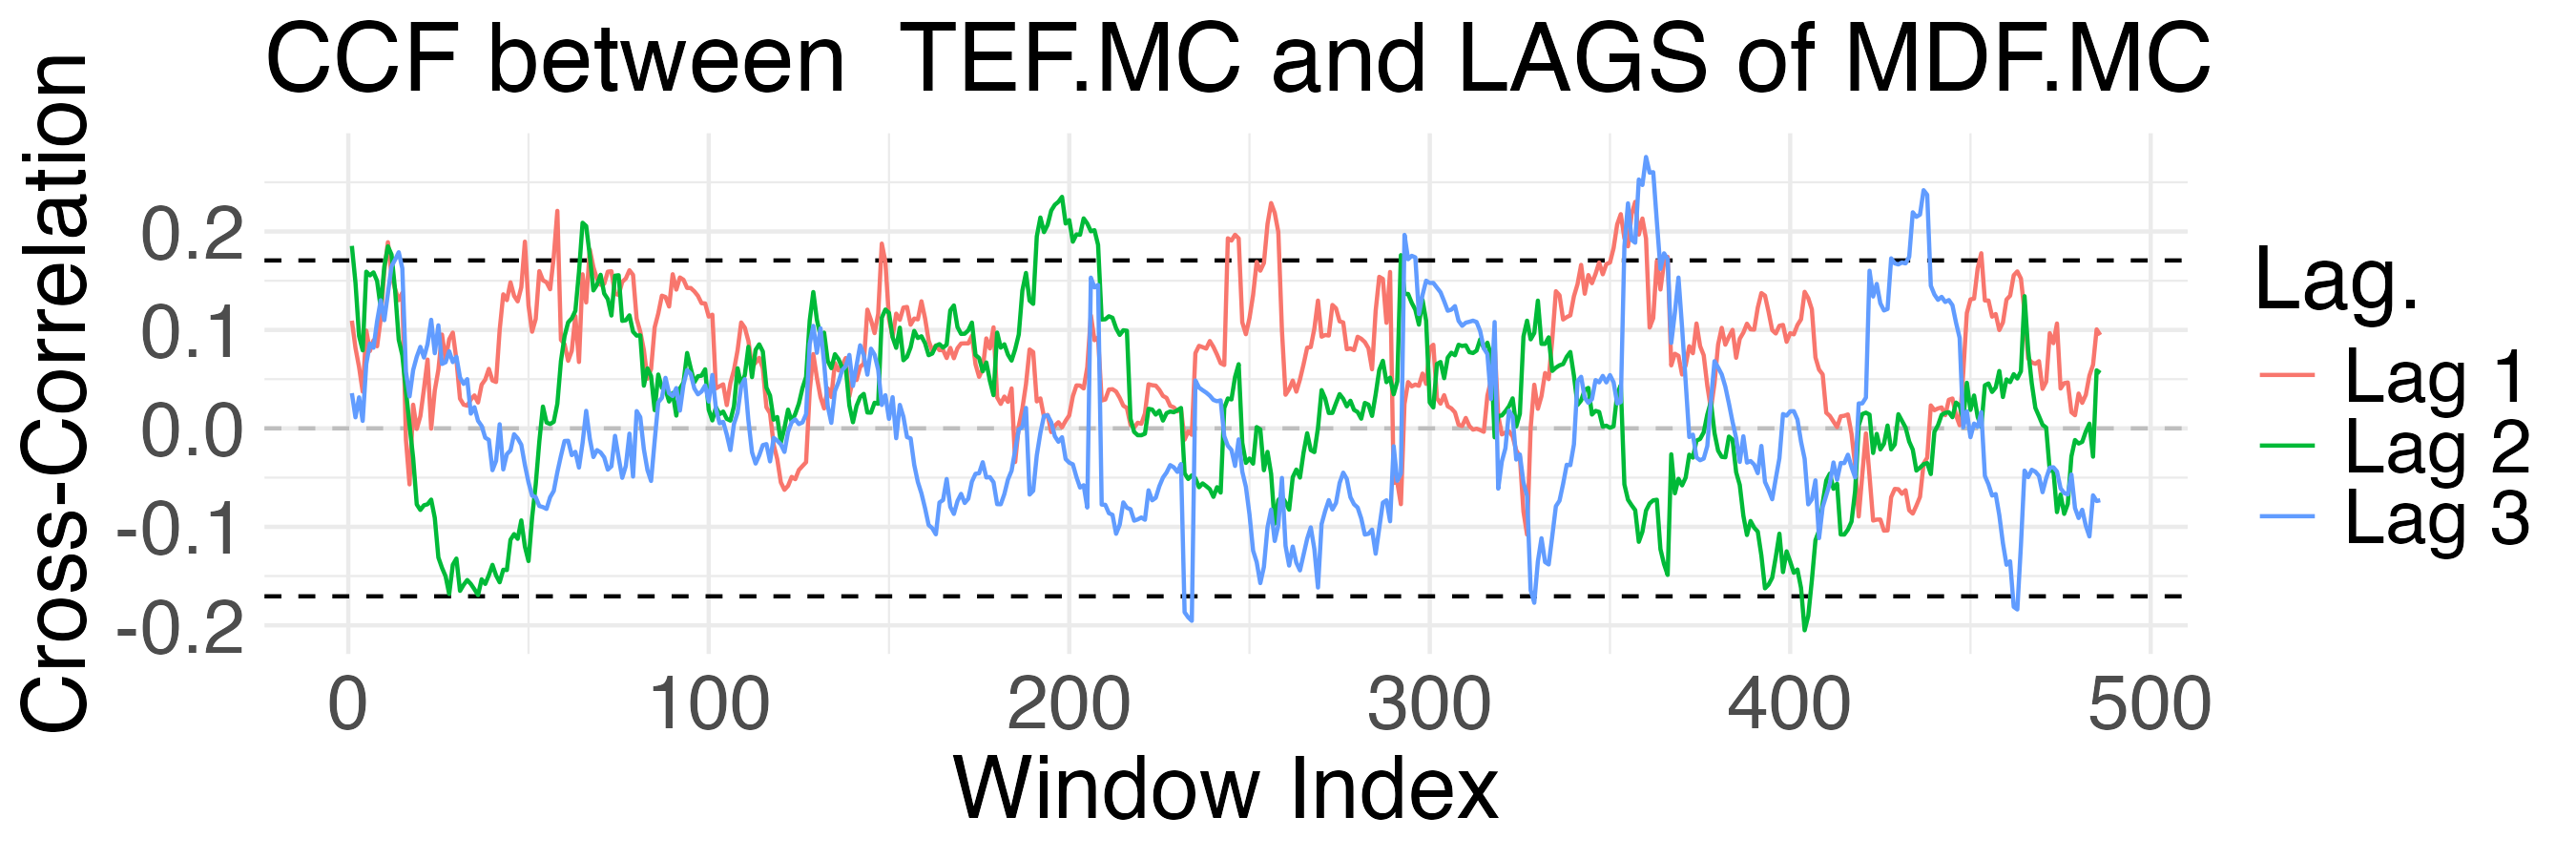 CCF between  TEF.MC and LAGS of MDF.MC
Cross-Correlation
0.2
0.1
0.0
-0.1
-0.2
0 100 200 300 400 500
Window Index
Lag.
Lag 1
Lag 2
Lag 3